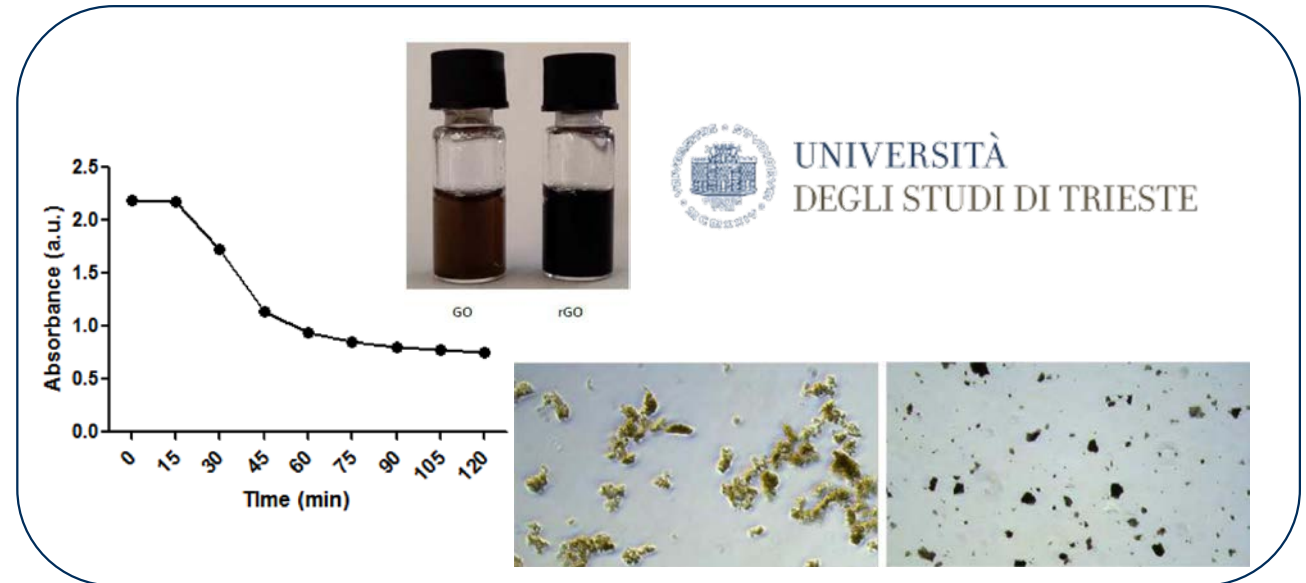 GO
rGO
UNIVERSITÀ
DEGLI STUDI DI TRIESTE
Absorbance (a.u.)
2.5
2.0
1.5
1.0
0.5
0.0
0 15 30 45 60 75 90 105 120
Time (min)